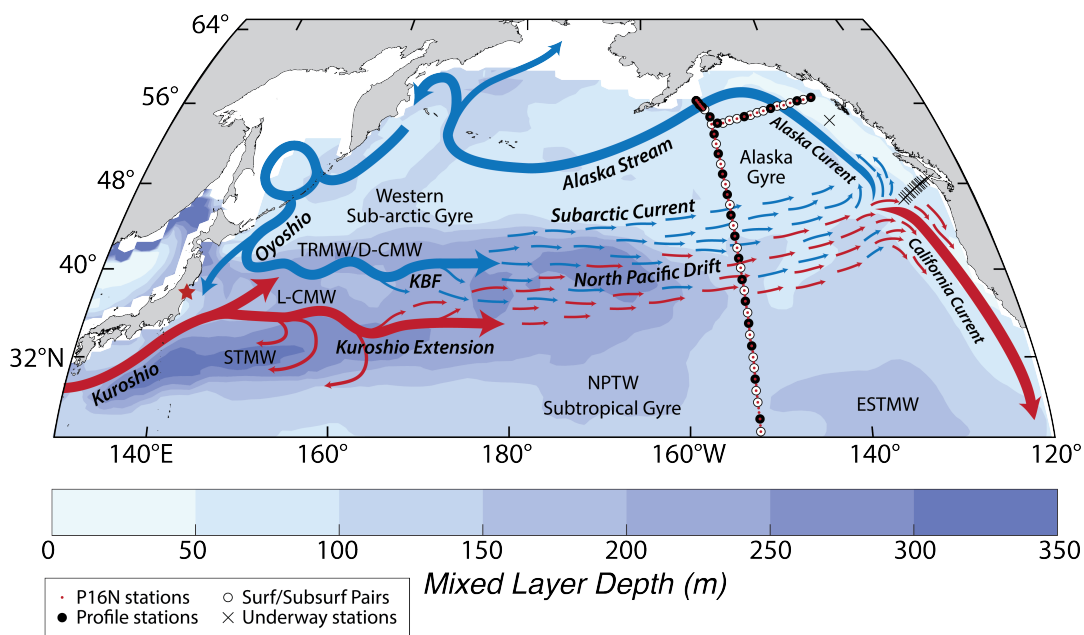 64°
56°
48°
40°
32°N
Alaska Stream
Alaska Current
Alaska
Gyre
Western
Sub-arctic Gyre
Subarctic Current
Oyoshio
TRMW/D-CMW
KBF
North Pacific Drift
L-CMW
California Current
STMW
Kuroshio Extension
Kuroshio
NPTW
Subtropical Gyre
ESTMW
140°E 160° 180° 160°W 140° 120°
0 50 100 150 200 250 300 350
Mixed Layer Depth (m)
P16N stations Surf/Subsurf Pairs
Profile stations Underway stations